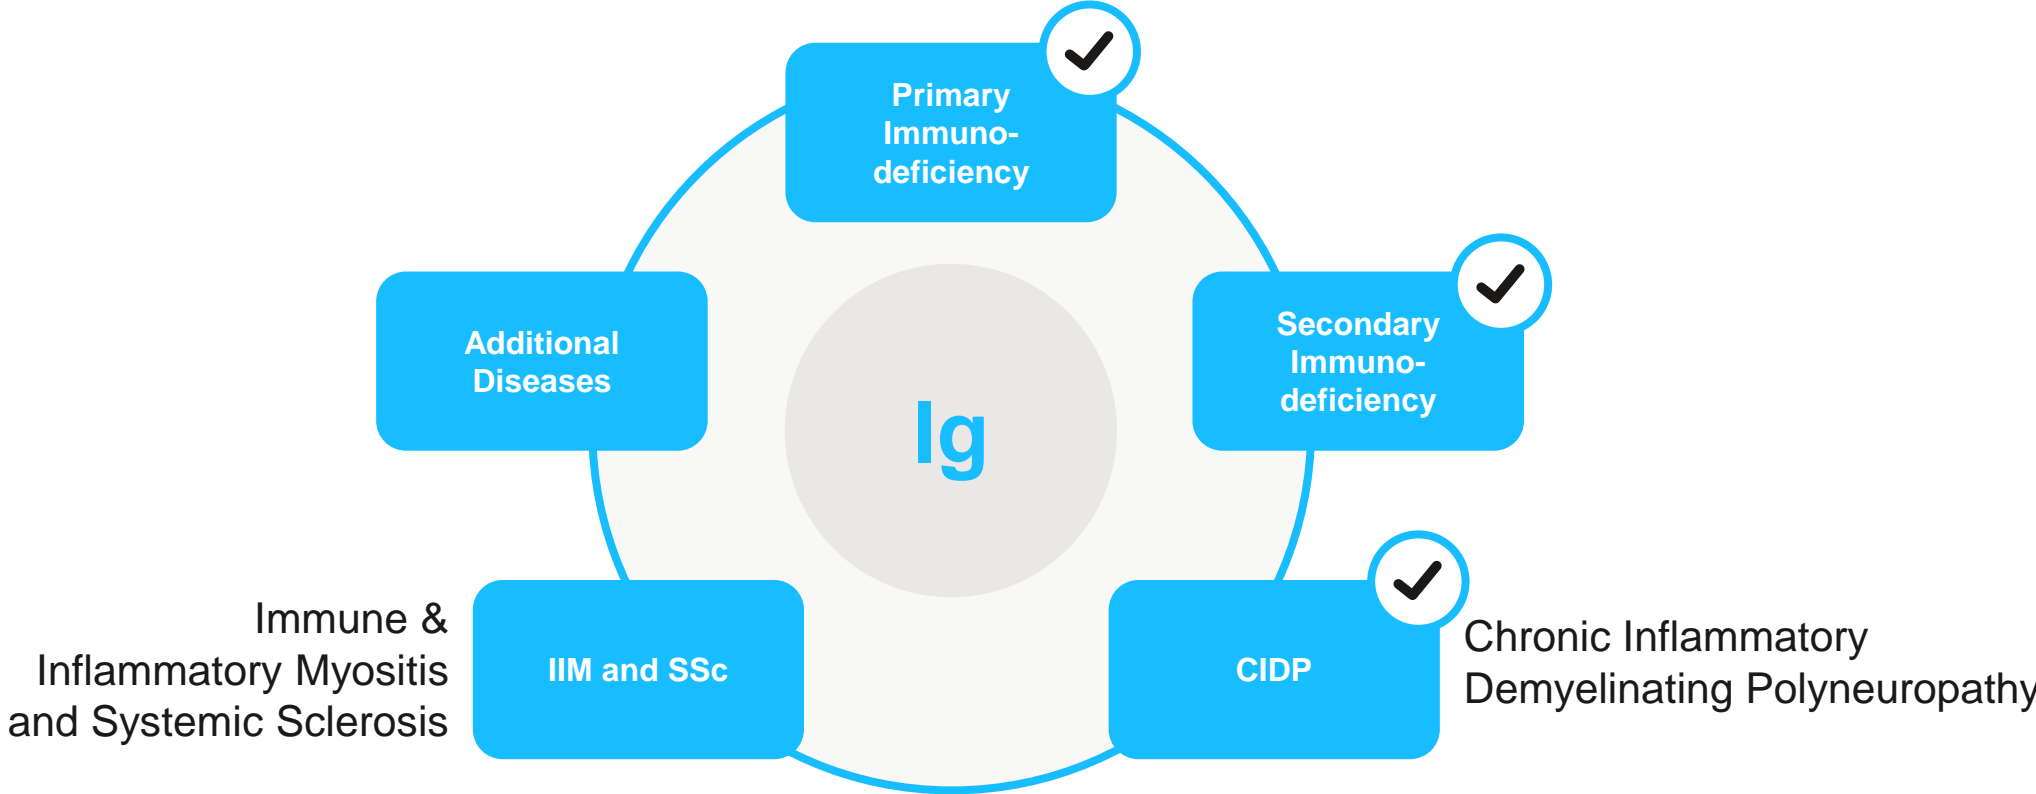 Primary
Immuno-
deficiency
Additional
Diseases
Secondary
Immuno-
deficiency
Ig
Immune &
Inflammatory Myositis
and Systemic Sclerosis
IIM and SSc
CIDP
Chronic Inflammatory
Demyelinating Polyneuropathy